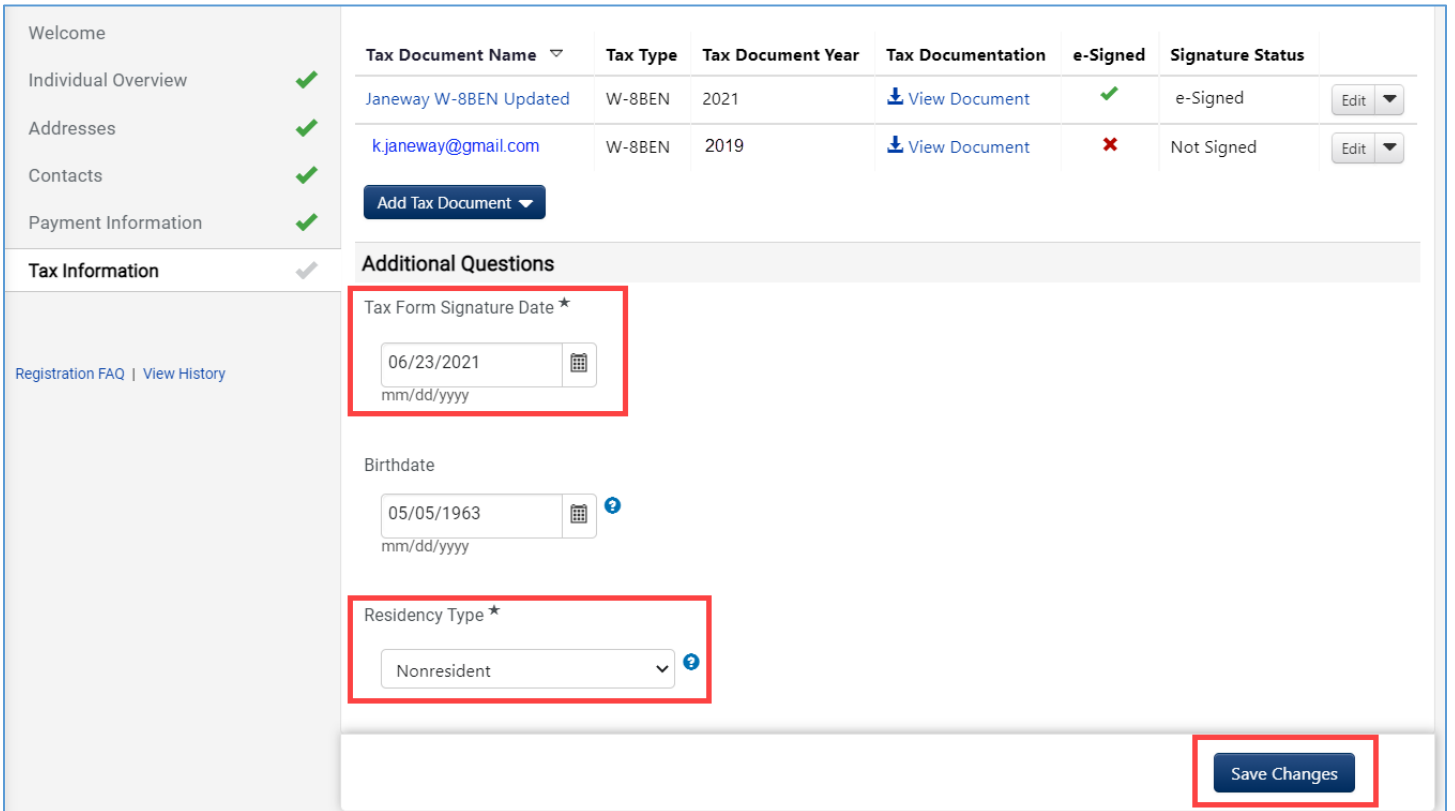 Welcome
Individual Overview
Addresses
Contacts
Payment Information
Tax Information
Registration FAQ | View History
Tax Document Name Tax Type Tax Document Year Tax Documentation e-Signed Signature Status
Janeway W-8BEN Updated W-8BEN 2021 View Document e-Signed Edit
k.janeway@gmail.com W-8BEN 2019 View Document Not Signed Edit
Add Tax Document
Additional Questions
Tax Form Signature Date ★
06/23/2021
mm/dd/yyyy
Birthdate
05/05/1963
?
mm/dd/yyyy
Residency Type ★
Nonresident
?
Save Changes